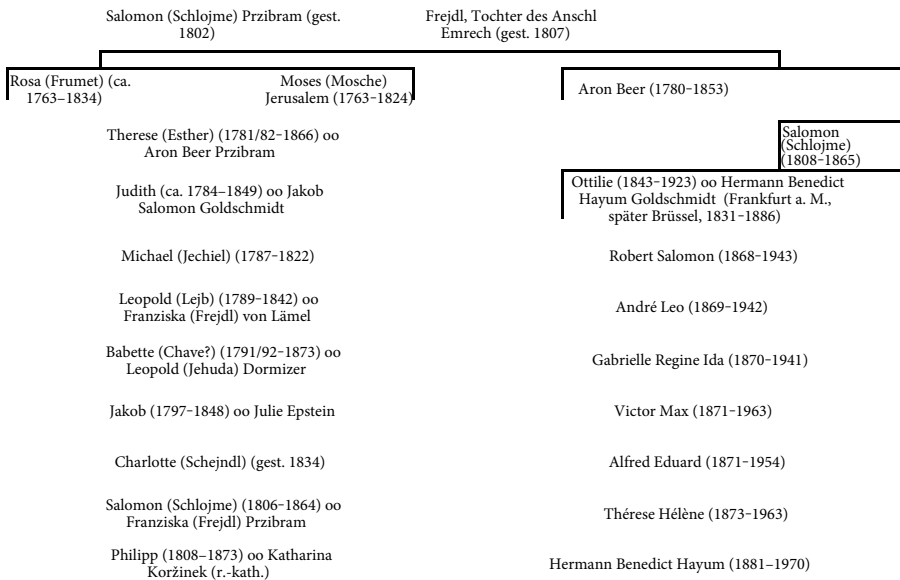 Salomon (Schlojme) Przibram (gest.
1802)
Frejdl, Tochter des Anschl
Emrech (gest. 1807)
Rosa (Frumet) (ca.
1763–1834)
Moses (Mosche)
Jerusalem (1763-1824)
Aron Beer (1780-1853)
Therese (Esther) (1781/82-1866) oo
Aron Beer Przibram
Salomon
(Schlojme)
(1808-1865)
Judith (ca. 1784–1849) oo Jakob
Salomon Goldschmidt
Ottilie (1843-1923) oo Hermann Benedict
Hayum Goldschmidt (Frankfurt a. M.,
später Brüssel, 1831-1886)
Michael (Jechiel) (1787-1822)
Robert Salomon (1868-1943)
Leopold (Lejb) (1789-1842) oo
Franziska (Frejdl) von Lämel
André Leo (1869-1942)
Babette (Chave?) (1791/92-1873) oo
Leopold (Jehuda) Dormizer
Gabrielle Regine Ida (1870-1941)
Jakob (1797-1848) oo Julie Epstein
Victor Max (1871-1963)
Charlotte (Schejndl) (gest. 1834)
Alfred Eduard (1871-1954)
Salomon (Schlojme) (1806-1864) oo
Franziska (Frejdl) Przibram
Thérese Hélène (1873-1963)
Philipp (1808–1873) oo Katharina
Koržinek (r.-kath.)
Hermann Benedict Hayum (1881-1970)